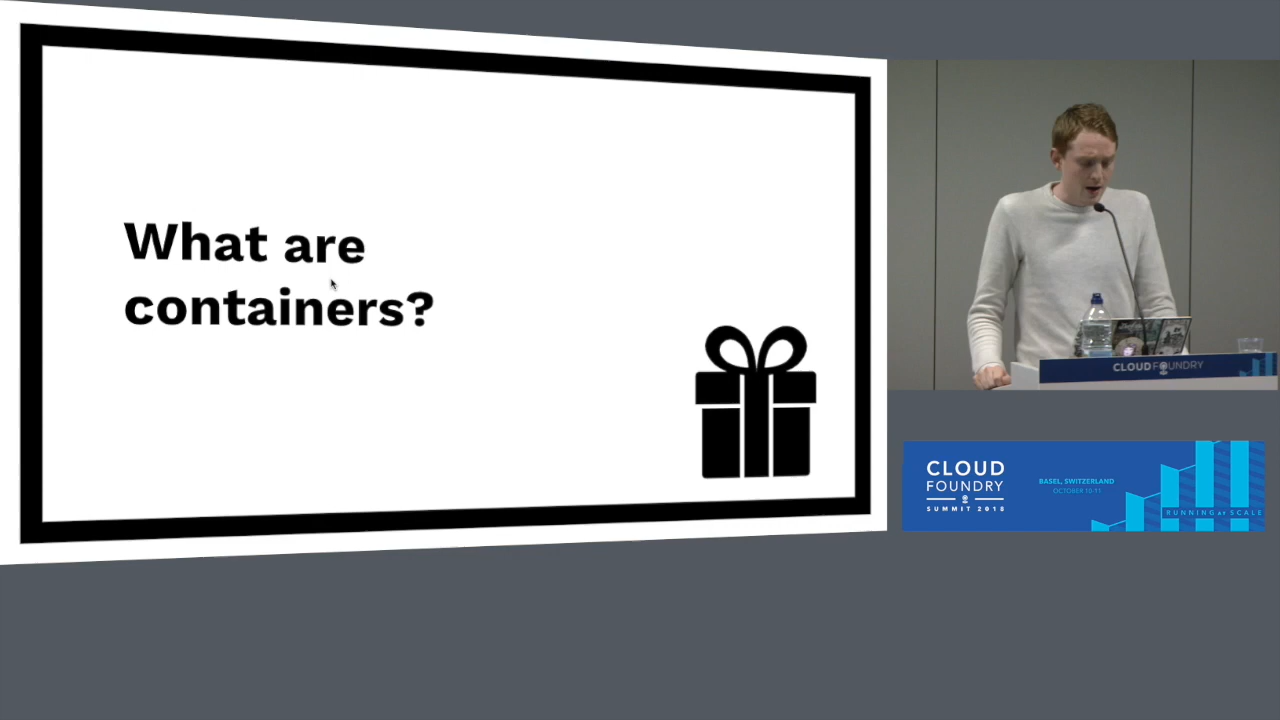 What are
containers?
CLOUD FOUNDRY
CLOUD
FOUNDRY
SUMMIT 2018
BASEL, SWITZERLAND
OCTOBER 10-11
RUNNING AT SCALE